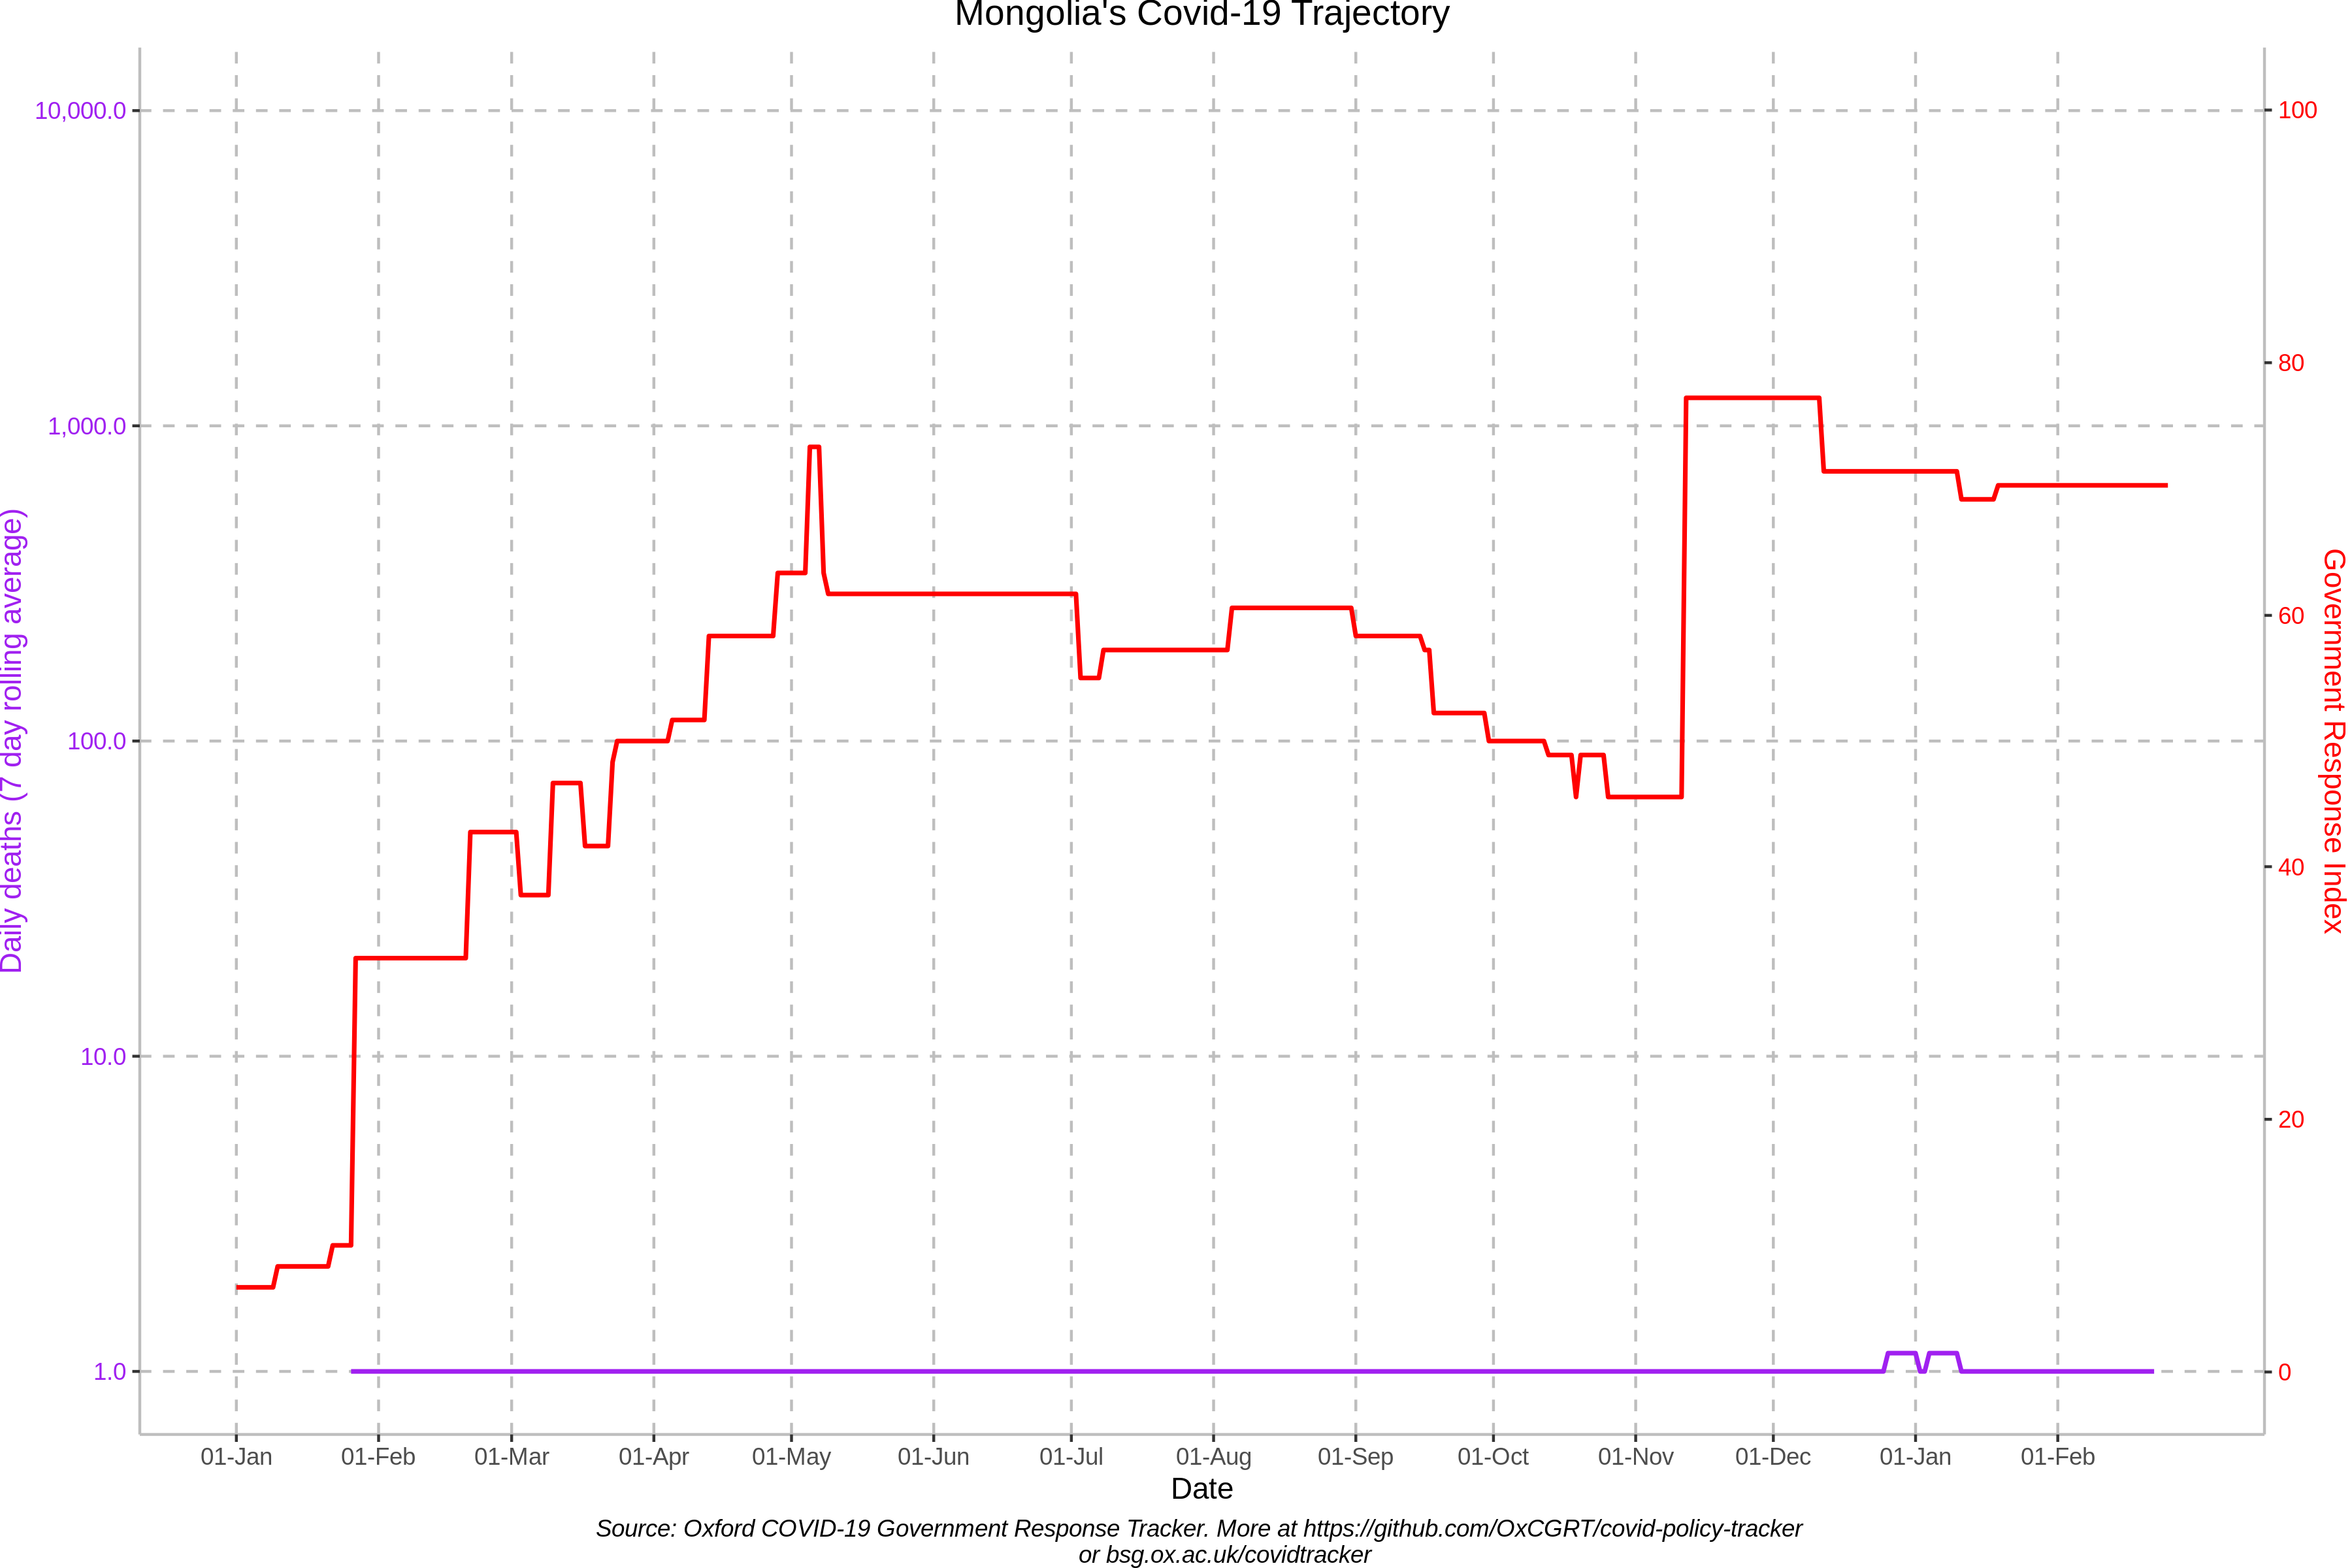 Mongolia's Covid-19 Trajectory
10,000.0
1,000.0
100.0
10.0
1.0
Daily deaths (7 day rolling average)
100
80
60
40
20
0
Government Response Index
01-Jan 01-Feb 01-Mar 01-Apr 01-May 01-Jun 01-Jul 01-Aug 01-Sep 01-Oct 01-Nov 01-Dec 01-Jan 01-Feb
Date
Source: Oxford COVID-19 Government Response Tracker. More at https://github.com/OxCGRT/covid-policy-tracker
or bsg.ox.ac.uk/covidtracker